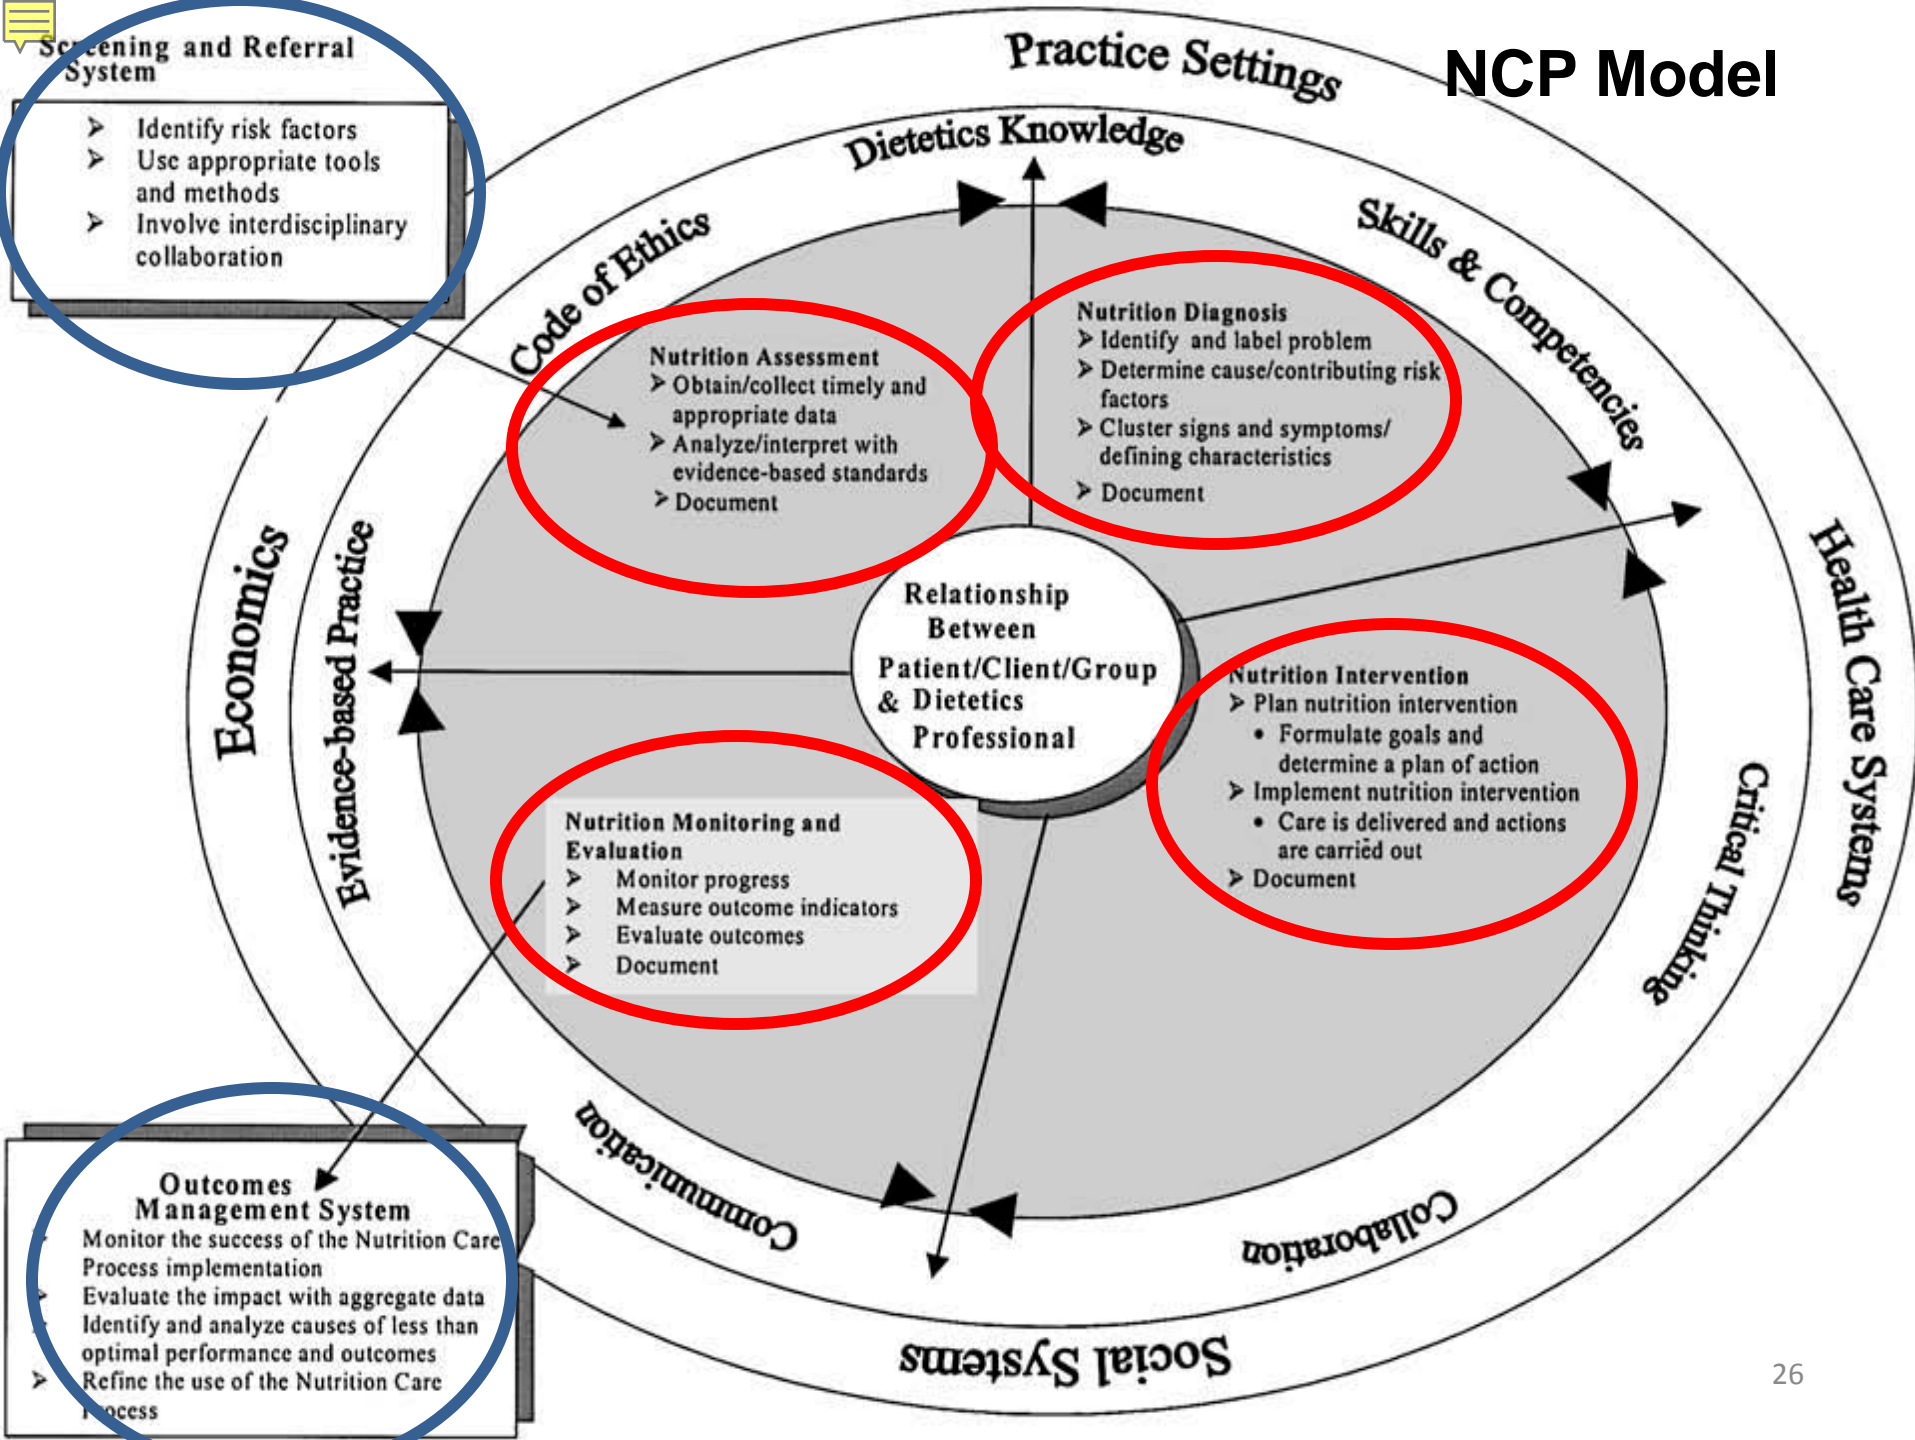 NCP Model
Practice Settings
Dietetics Knowledge
Code of Ethics
Skills & Competencies
Economics
Evidence-based Practice
Health Care Systems
Critical Thinking
Communication
Collaboration
Social Systems
Screening and Referral
System
➢ Identify risk factors
➢ Use appropriate tools
and methods
➢ Involve interdisciplinary
collaboration
Nutrition Assessment
➢ Obtain/collect timely and
appropriate data
➢ Analyze/interpret with
evidence-based standards
➢ Document
Nutrition Diagnosis
➢ Identify and label problem
➢ Determine cause/contributing risk
factors
➢ Cluster signs and symptoms/
defining characteristics
➢ Document
Relationship
Between
Patient/Client/Group
& Dietetics
Professional
Nutrition Intervention
➢ Plan nutrition intervention
• Formulate goals and
determine a plan of action
➢ Implement nutrition intervention
• Care is delivered and actions
are carried out
➢ Document
Nutrition Monitoring and
Evaluation
➢ Monitor progress
➢ Measure outcome indicators
➢ Evaluate outcomes
➢ Document
Outcomes
Management System
➢ Monitor the success of the Nutrition Care
Process implementation
➢ Evaluate the impact with aggregate data
➢ Identify and analyze causes of less than
optimal performance and outcomes
➢ Refine the use of the Nutrition Care
Process
26